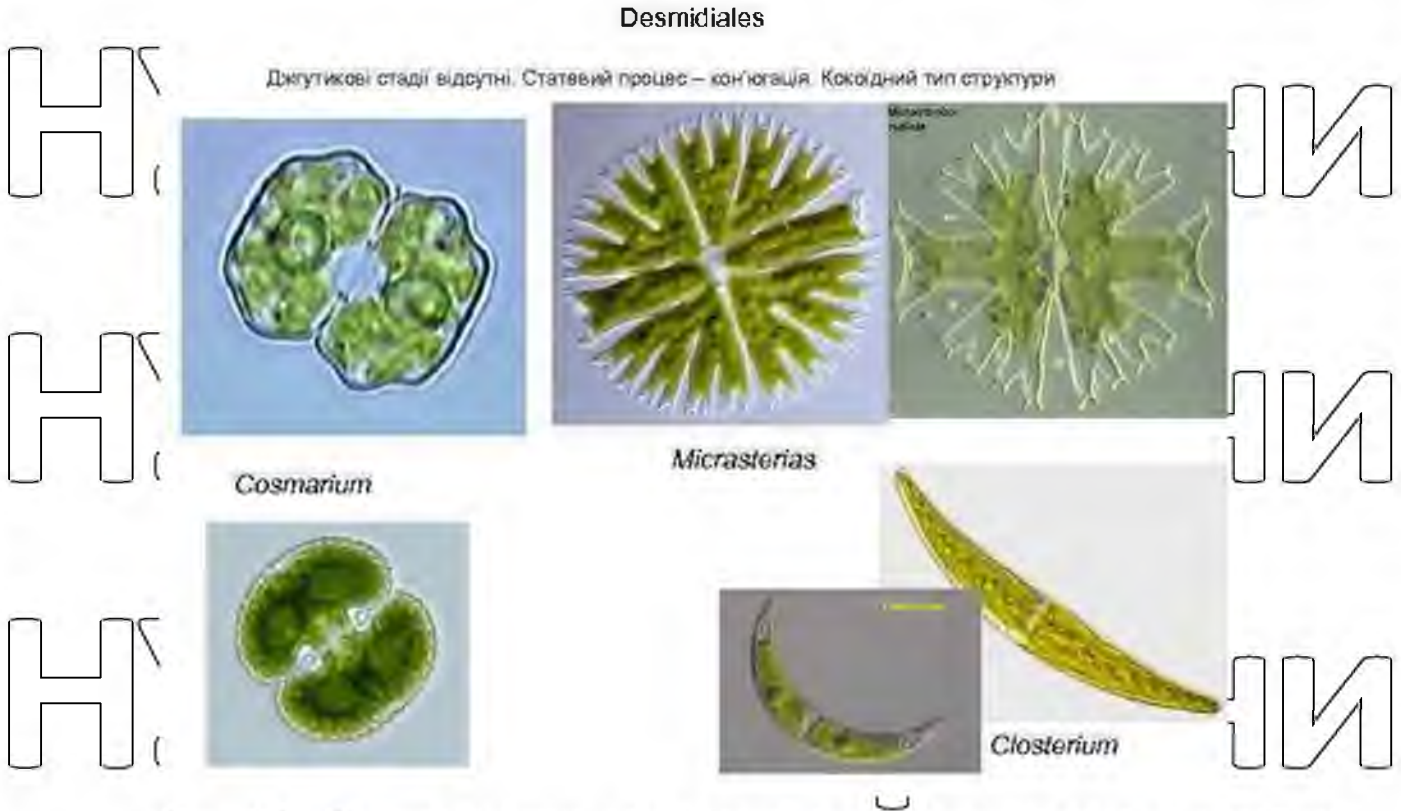 Desmidiales
Джгутикові стадії відсутні. Статевий процес – кон'югація. Кокоїдний тип структури
Micrasterias
Cosmarium
Closterium